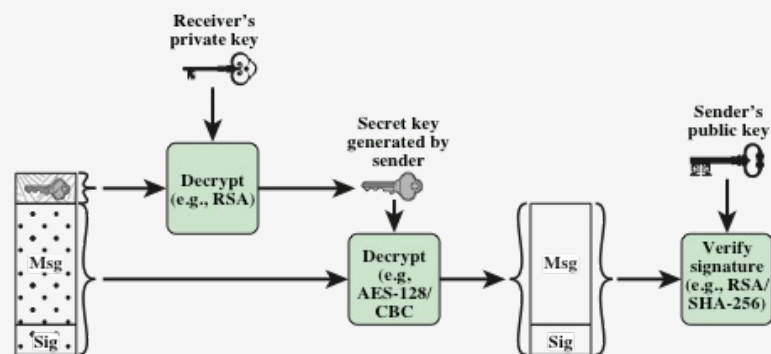 Receiver's
private key
Decrypt
(e.g., RSA)
Secret key
generated by
sender
Sender's
public key
Msg
Sig
Decrypt
(e.g,
AES-128/
CBC
Msg
Sig
Verify
signature
(e.g., RSA/
SHA-256)